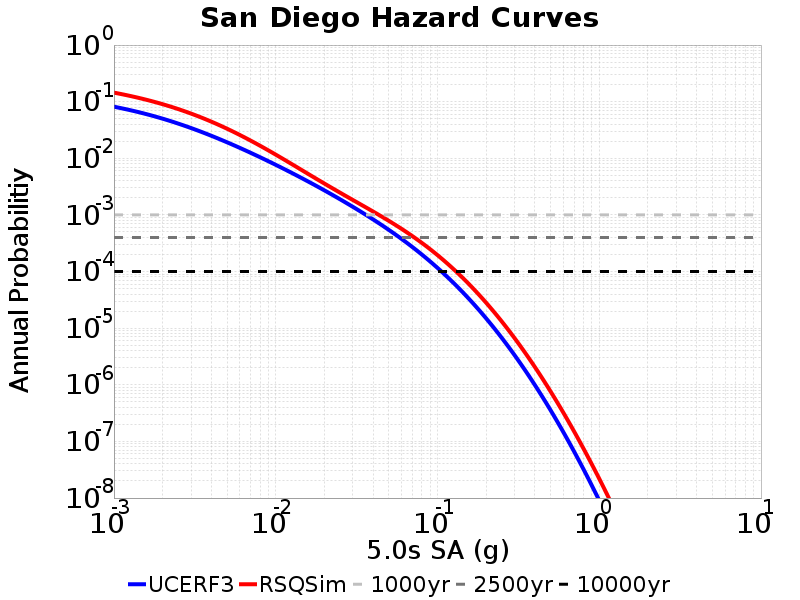 San Diego Hazard Curves
Annual Probabilitiy
10^0
10^-1
10^-2
10^-3
10^-4
10^-5
10^-6
10^-7
10^-8
10^-3 10^-2 10^-1 10^0 10^1
5.0s SA (g)
UCERF3 RSQSim 1000yr 2500yr 10000yr